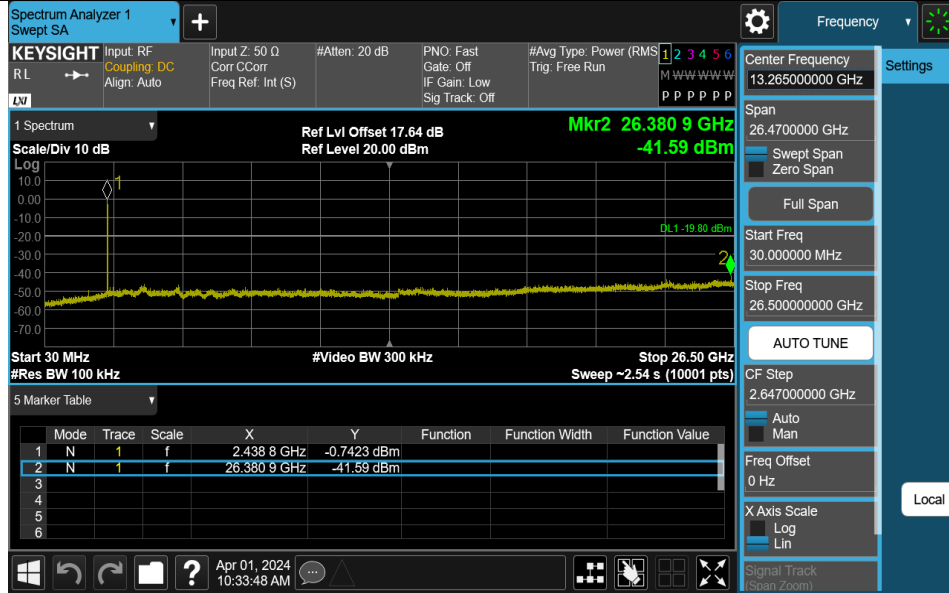 Spectrum Analyzer 1
Swept SA
+
Frequency
KEYSIGHT
RL
LXI
Input: RF
Coupling: DC
Align: Auto
Input Z: 50 Ω
Corr CCorr
Freq Ref: Int (S)
#Atten: 20 dB
PNO: Fast
Gate: Off
IF Gain: Low
Sig Track: Off
#Avg Type: Power (RMS
Trig: Free Run
1 2 3 4 5 6
M W W W W W
P P P P P P
1 Spectrum
Scale/Div 10 dB
Ref Lvl Offset 17.64 dB
Ref Level 20.00 dBm
Mkr2 26.380 9 GHz
-41.59 dBm
Log
10.0
0.00
-10.0
-20.0
-30.0
-40.0
-50.0
-60.0
-70.0
1
DL1 -19.80 dBm
2
Start 30 MHz
#Video BW 300 kHz
Stop 26.50 GHz
#Res BW 100 kHz
Sweep ~2.54 s (10001 pts)
5 Marker Table
Mode Trace Scale X Y Function Function Width Function Value
1 N 1 f 2.438 8 GHz -0.7423 dBm
2 N 1 f 26.380 9 GHz -41.59 dBm
3
4
5
6
?
Apr 01, 2024
10:33:48 AM
Center Frequency
13.265000000 GHz
Settings
Span
26.4700000 GHz
Swept Span
Zero Span
Full Span
Start Freq
30.000000 MHz
Stop Freq
26.500000000 GHz
AUTO TUNE
CF Step
2.647000000 GHz
Auto
Man
Freq Offset
0 Hz
Local
X Axis Scale
Log
Lin
Signal Track
(Span Zoom)